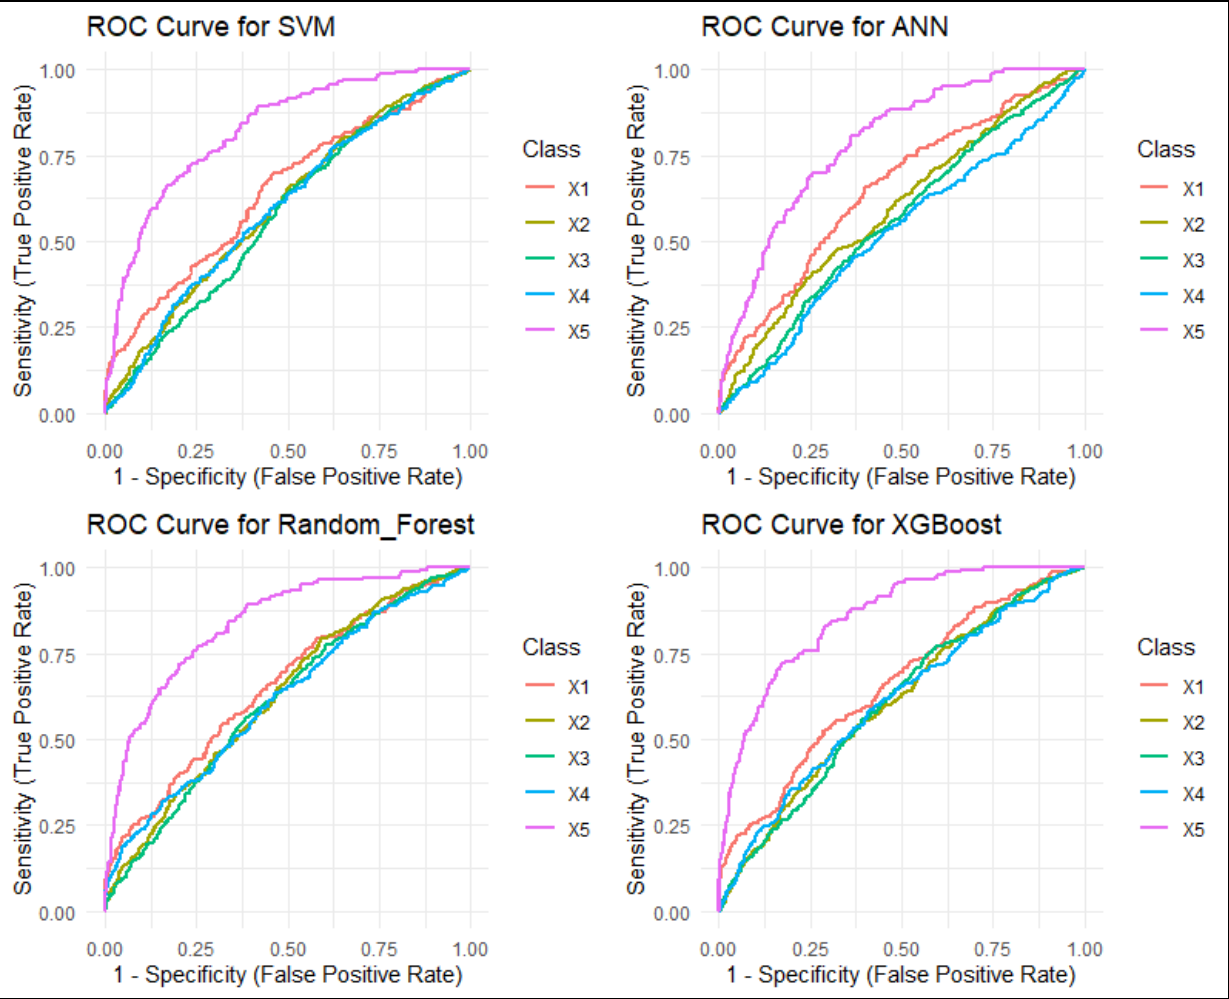 ROC Curve for SVM
Sensitivity (True Positive Rate)
1.00
0.75
0.50
0.25
0.00
0.00 0.25 0.50 0.75 1.00
1 - Specificity (False Positive Rate)
Class
X1
X2
X3
X4
X5
ROC Curve for ANN
Sensitivity (True Positive Rate)
1.00
0.75
0.50
0.25
0.00
0.00 0.25 0.50 0.75 1.00
1 - Specificity (False Positive Rate)
Class
X1
X2
X3
X4
X5
ROC Curve for Random_Forest
Sensitivity (True Positive Rate)
1.00
0.75
0.50
0.25
0.00
0.00 0.25 0.50 0.75 1.00
1 - Specificity (False Positive Rate)
Class
X1
X2
X3
X4
X5
ROC Curve for XGBoost
Sensitivity (True Positive Rate)
1.00
0.75
0.50
0.25
0.00
0.00 0.25 0.50 0.75 1.00
1 - Specificity (False Positive Rate)
Class
X1
X2
X3
X4
X5